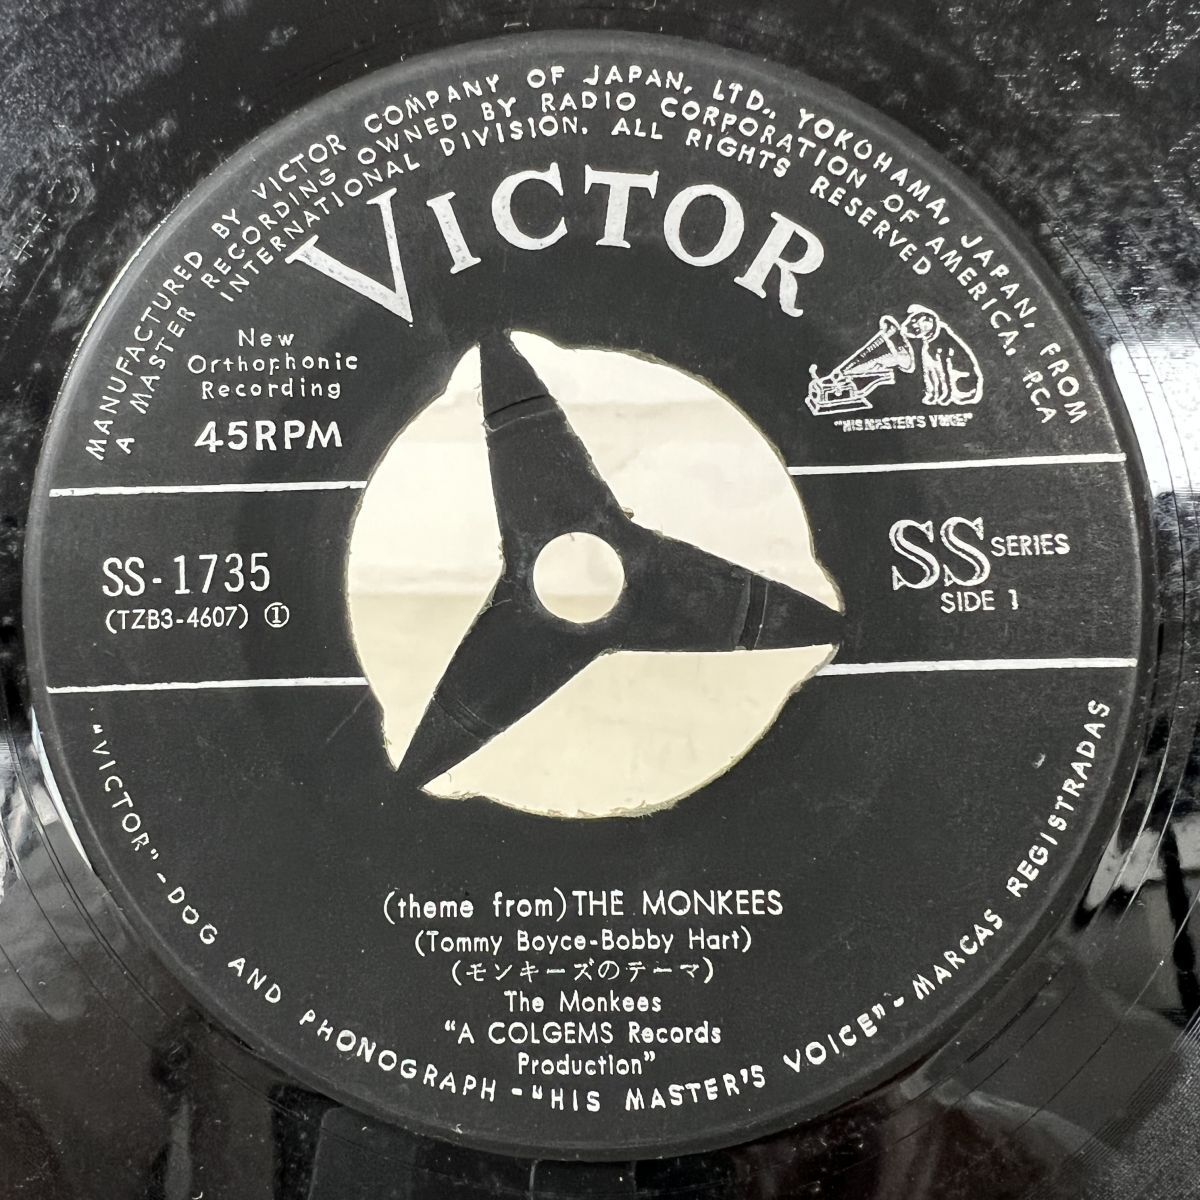 MANUFACTURED BY VICTOR COMPANY OF JAPAN, LTD., YOKOHAMA, JAPAN, FROM
A MASTER RECORDING OWNED BY RADIO CORPORATION OF AMERICA, RCA
INTERNATIONAL DIVISION. ALL RIGHTS RESERVED
VICTOR
New
Orthophonic
Recording
45RPM
"HIS MASTER'S VOICE"
SS-1735
(TZB3-4607) ①
SS SERIES
SIDE 1
(theme from) THE MONKEES
(Tommy Boyce-Bobby Hart)
(モンキーズのテーマ)
The Monkees
"A COLGEMS Records
Production"
"VICTOR"-DOG AND PHONOGRAPH-"HIS MASTER'S VOICE"-MARCAS REGISTRADAS